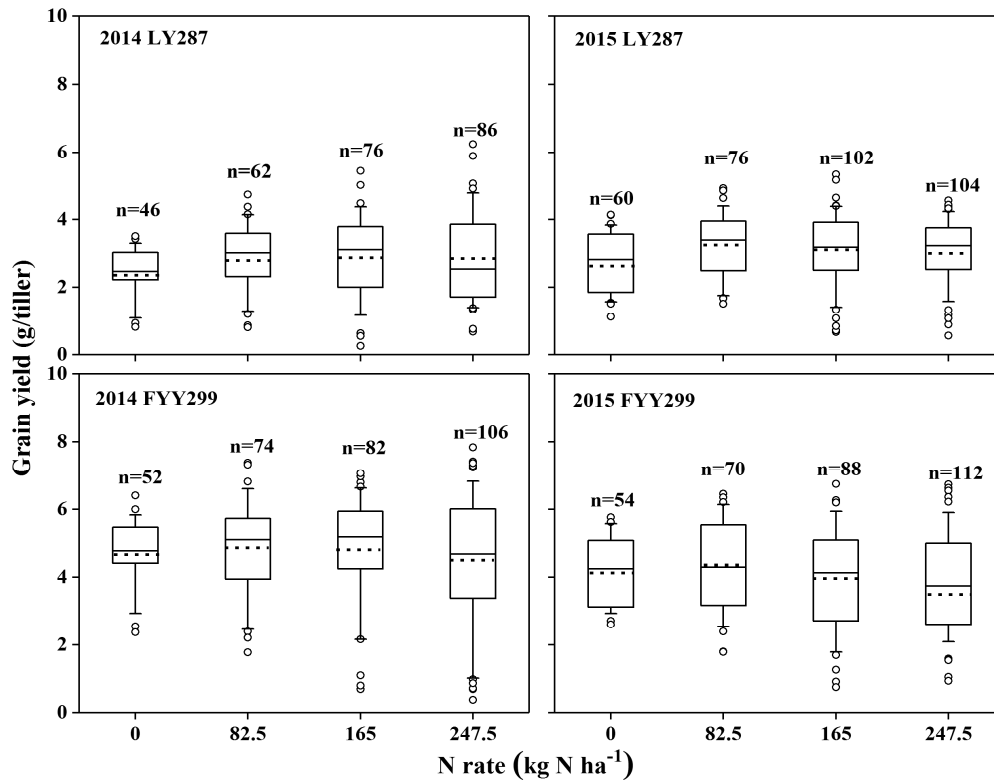 Grain yield (g/tiller)
10
8
6
4
2
0
2014 LY287
n=46
n=62
n=76
n=86
2015 LY287
n=60
n=76
n=102
n=104
10
8
6
4
2
0
2014 FYY299
n=52
n=74
n=82
n=106
2015 FYY299
n=54
n=70
n=88
n=112
0 82.5 165 247.5
0 82.5 165 247.5
N rate (kg N ha⁻¹)